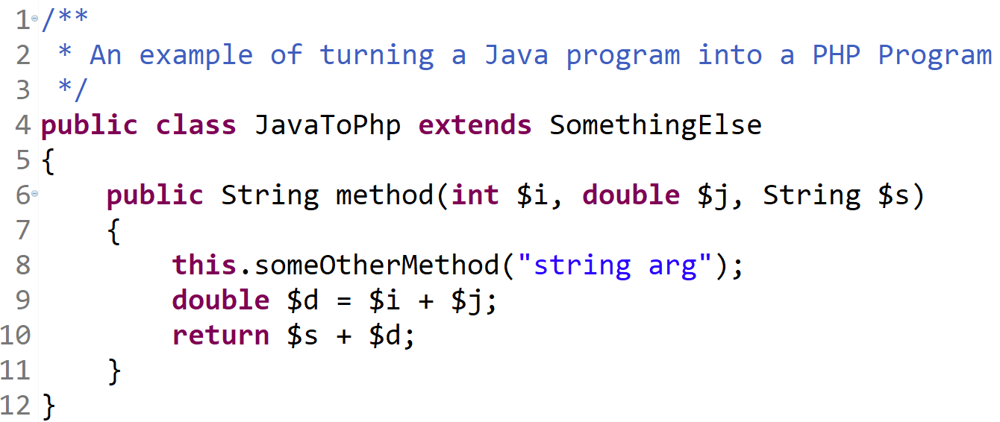 1 /**
2  * An example of turning a Java program into a PHP Program
3  */
4 public class JavaToPhp extends SomethingElse
5 {
6     public String method(int $i, double $j, String $s)
7     {
8         this.someOtherMethod("string arg");
9         double $d = $i + $j;
10         return $s + $d;
11     }
12 }